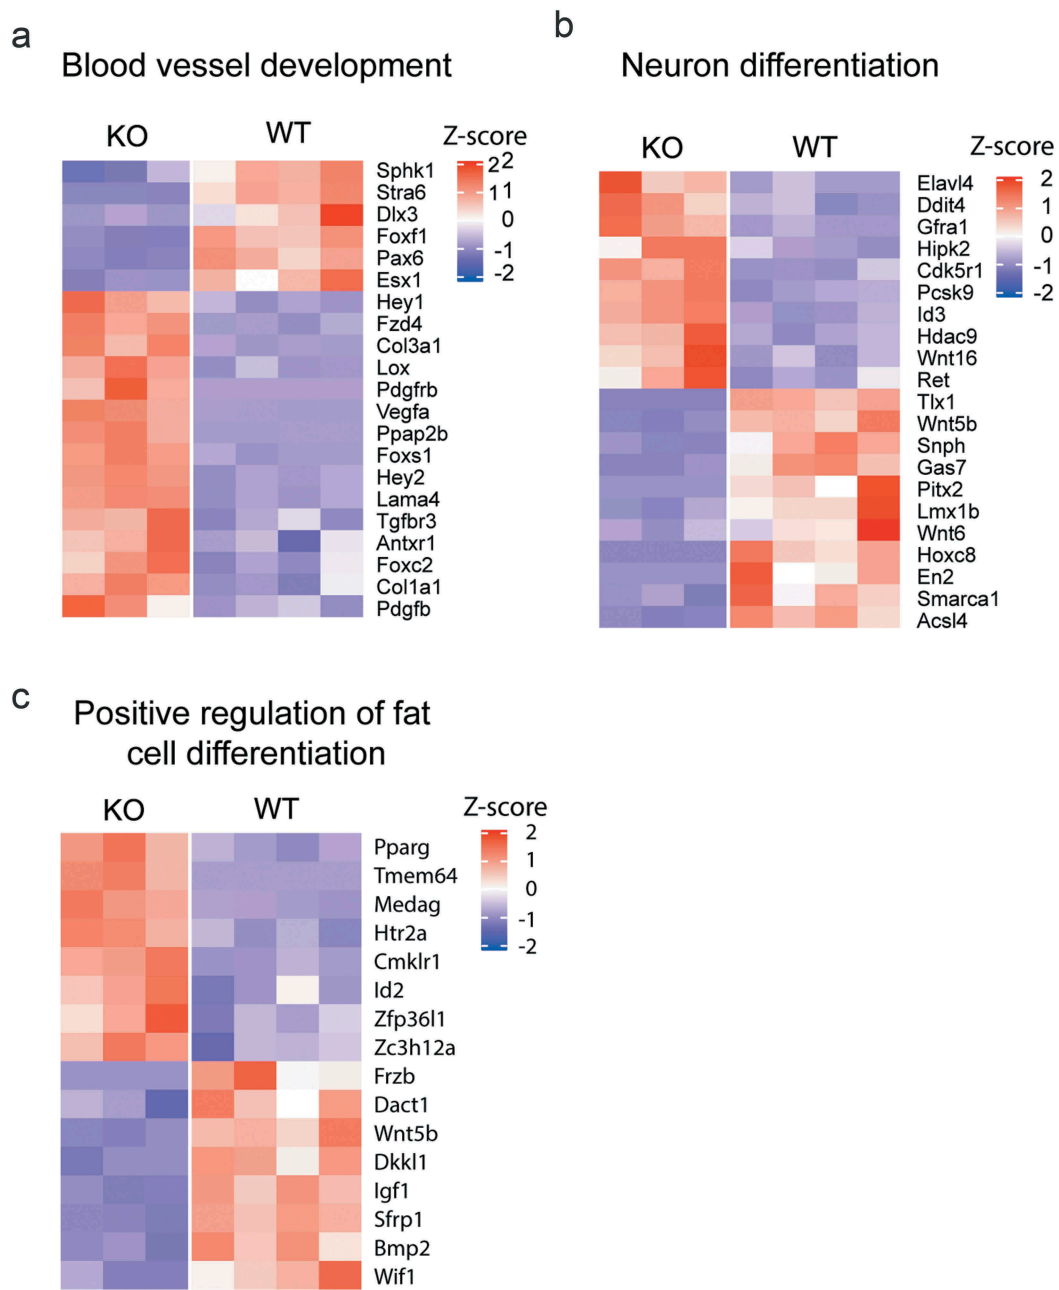 a
Blood vessel development
KO
WT
Z-score
22
11
0
-1
-2
Sphk1
Stra6
Dlx3
Foxf1
Pax6
Esx1
Hey1
Fzd4
Col3a1
Lox
Pdgfrb
Vegfa
Ppap2b
Foxs1
Hey2
Lama4
Tgfbr3
Antxr1
Foxc2
Col1a1
Pdgfb
b
Neuron differentiation
KO
WT
Z-score
2
1
0
-1
-2
Elavl4
Ddit4
Gfra1
Hipk2
Cdk5r1
Pcsk9
Id3
Hdac9
Wnt16
Ret
Tlx1
Wnt5b
Snph
Gas7
Pitx2
Lmx1b
Wnt6
Hoxc8
En2
Smarca1
Acsl4
c
Positive regulation of fat
cell differentiation
KO
WT
Z-score
2
1
0
-1
-2
Pparg
Tmem64
Medag
Htr2a
Cmklr1
Id2
Zfp36l1
Zc3h12a
Frzb
Dact1
Wnt5b
Dkkl1
Igf1
Sfrp1
Bmp2
Wif1